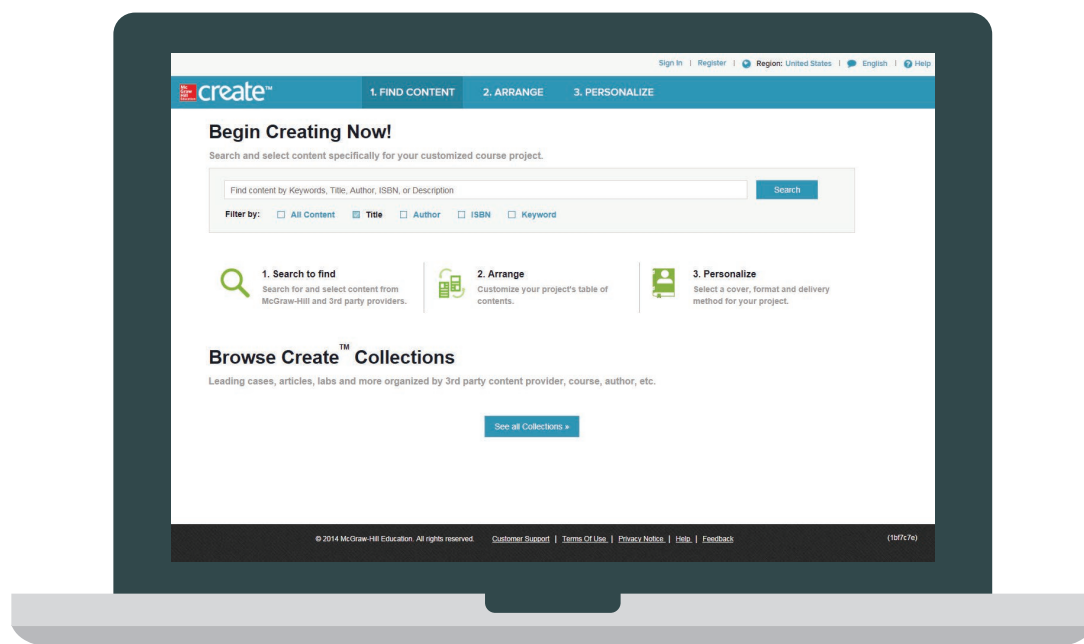 Sign In | Register | Region: United States | English | Help
Mc Graw Hill Education create™ 1. FIND CONTENT 2. ARRANGE 3. PERSONALIZE
Begin Creating Now!
Search and select content specifically for your customized course project.
Find content by Keywords, Title, Author, ISBN, or Description Search
Filter by: All Content Title Author ISBN Keyword
1. Search to find
Search for and select content from
McGraw-Hill and 3rd party providers.
2. Arrange
Customize your project's table of
contents.
3. Personalize
Select a cover, format and delivery
method for your project.
Browse Create™ Collections
Leading cases, articles, labs and more organized by 3rd party content provider, course, author, etc.
See all Collections »
© 2014 McGraw-Hill Education. All rights reserved. Customer Support | Terms Of Use | Privacy Notice | Help | Feedback (1bf7c7e)